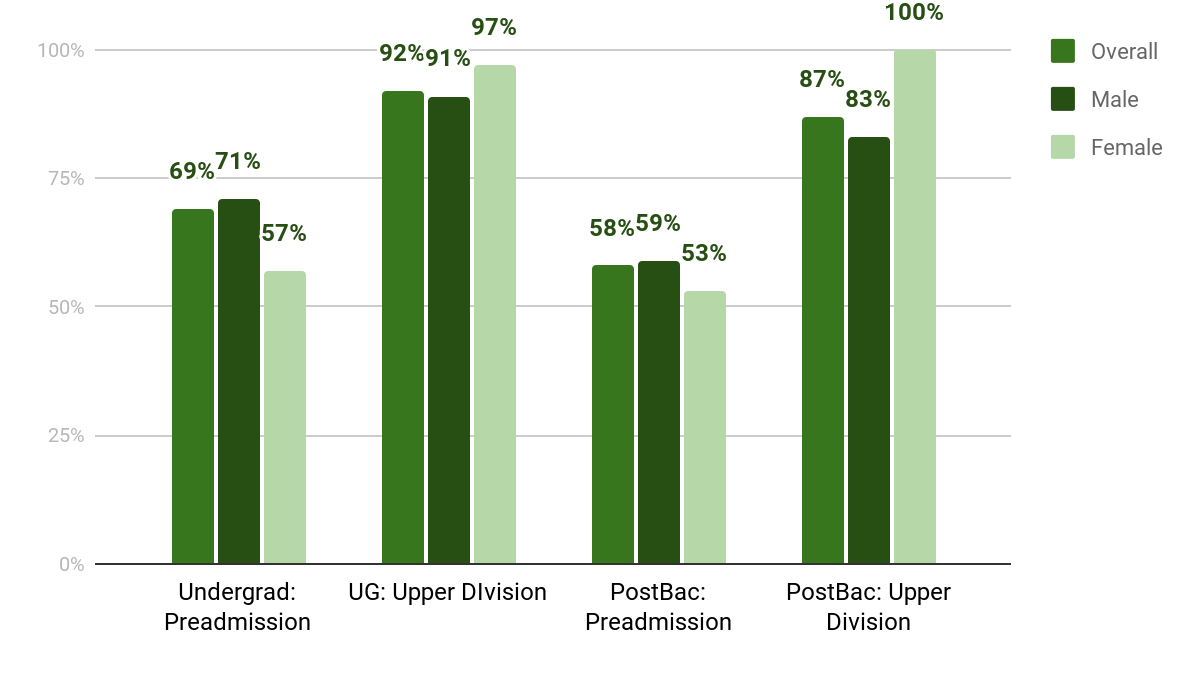 100%
97%
92%
91%
100%
87%
83%
71%
69%
75%
57%
59%
58%
53%
50%
25%
0%
Undergrad:
Preadmission
UG: Upper DIvision
PostBac:
Preadmission
PostBac: Upper
Division
Overall
Male
Female